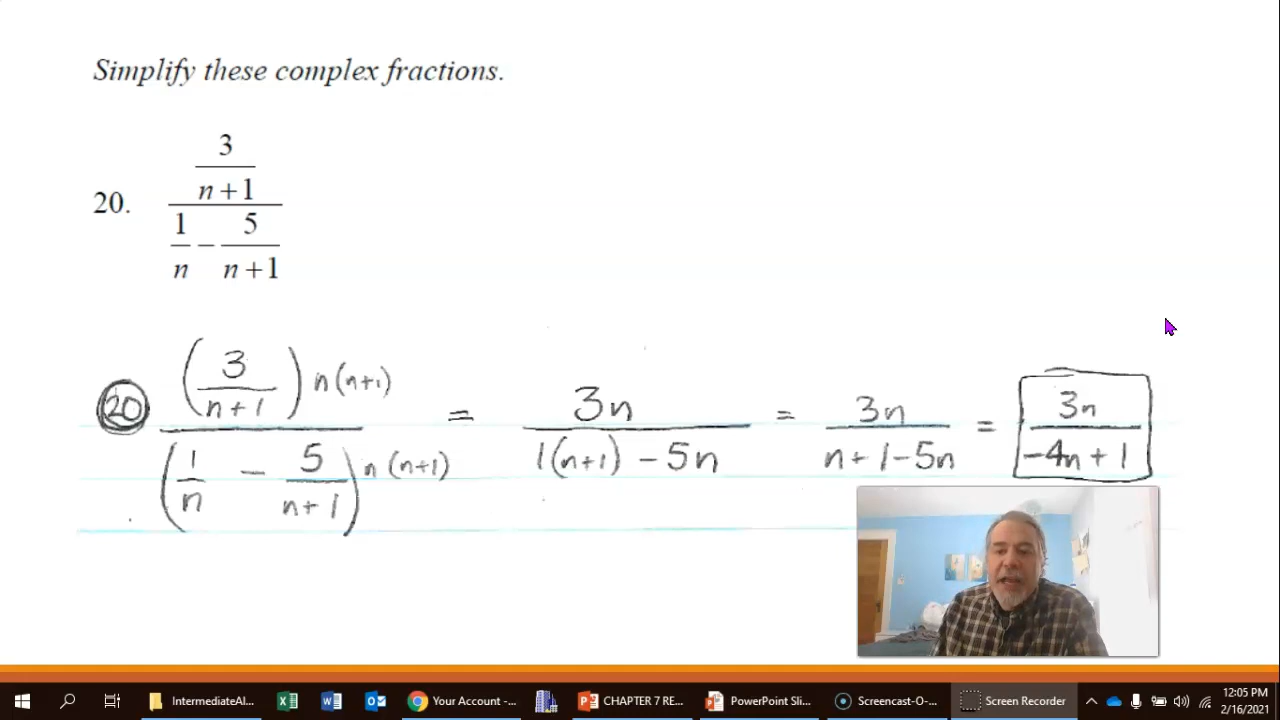 Simplify these complex fractions.
3
n+1
20.
1/n − 5/(n+1)
20 (3/(n+1)) n(n+1) = 3n = 3n = 3n
(1/n − 5/(n+1)) n(n+1) 1(n+1) − 5n n+1−5n −4n+1
IntermediateAl... Your Account -... CHAPTER 7 RE... PowerPoint Sli... Screencast-O-... Screen Recorder 12:05 PM
2/16/2021